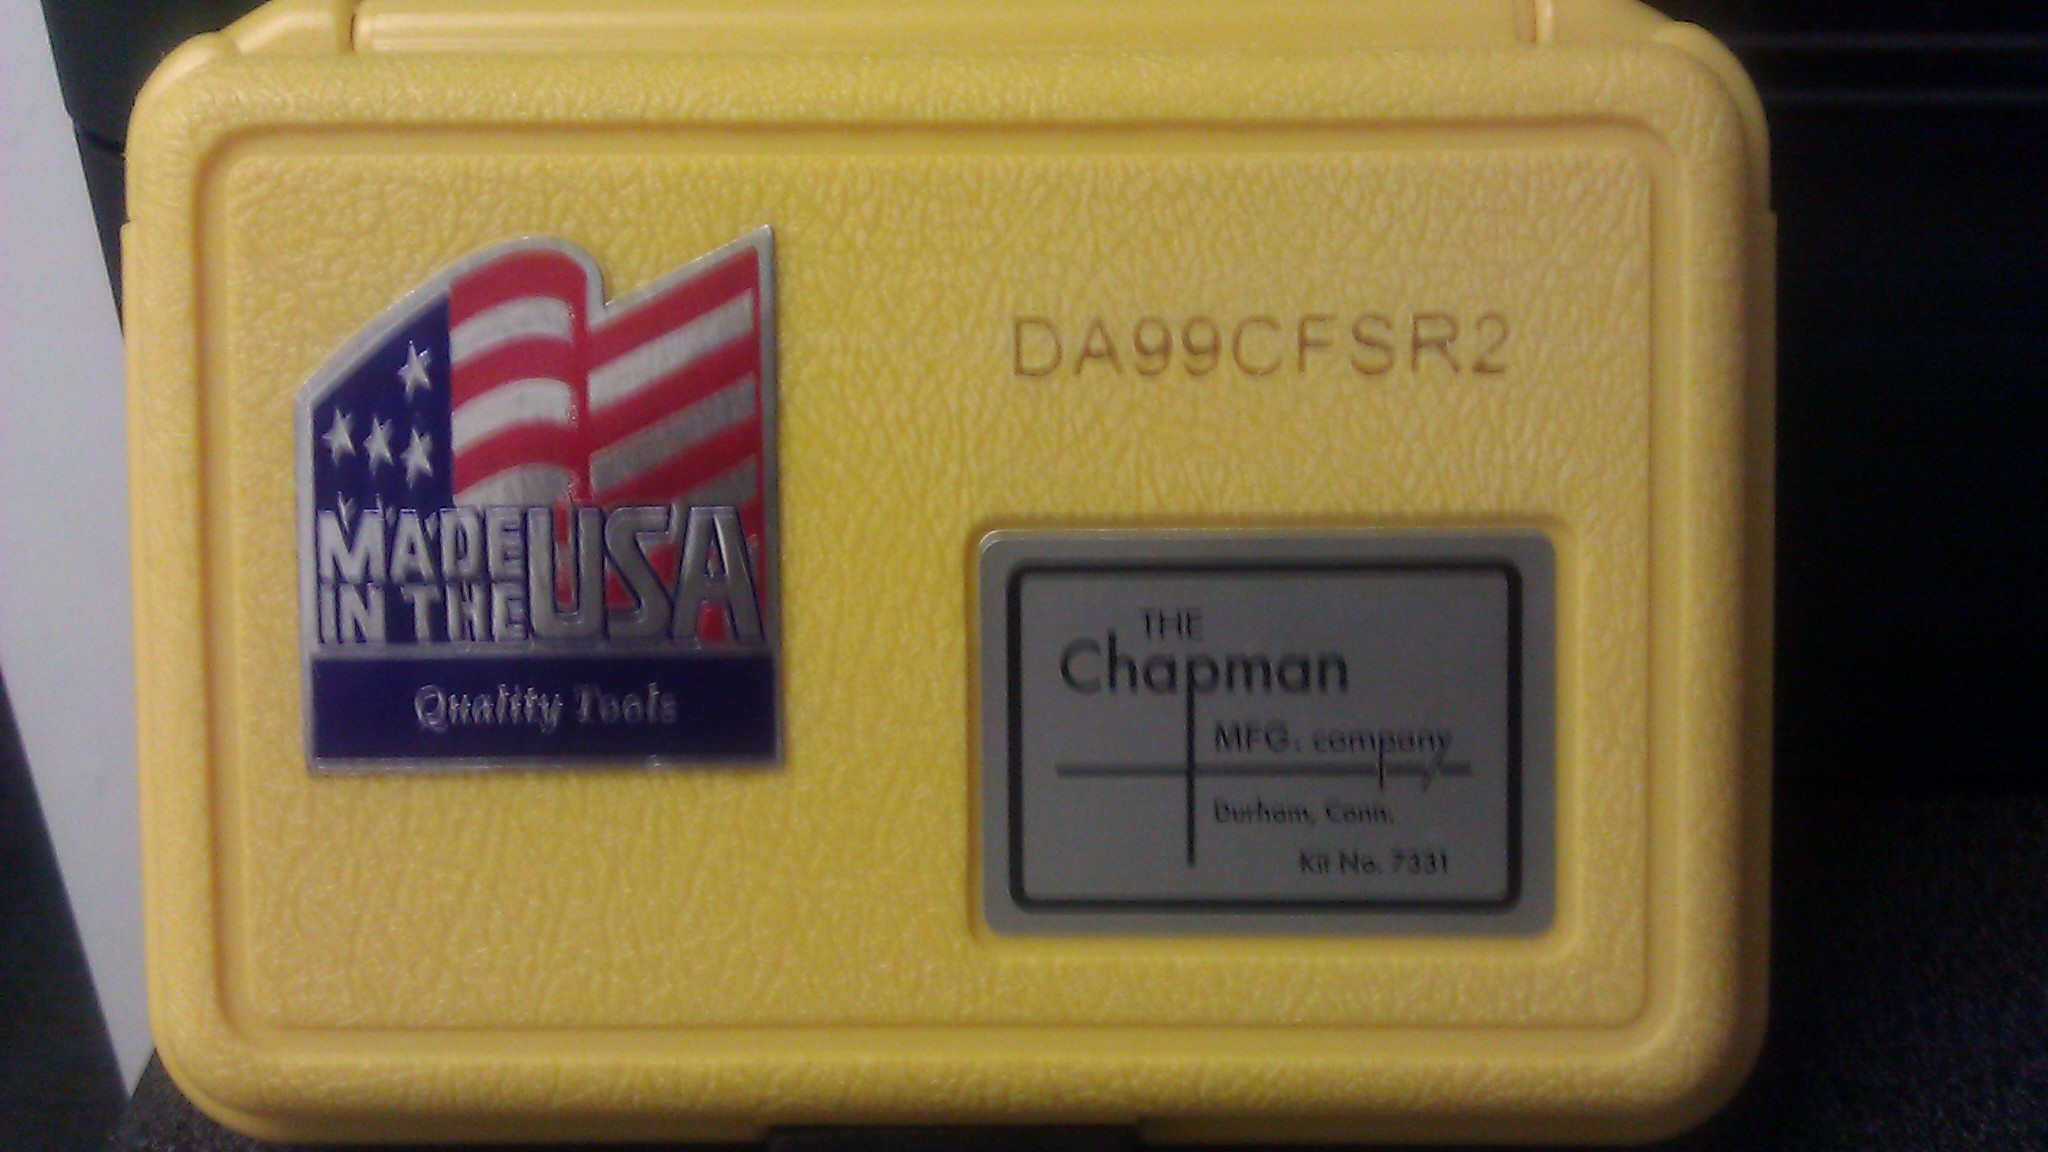 MADE
IN THE USA
Quality Tools
DA99CFSR2
THE
Chapman
MFG. company
Durham, Conn.
Kit No. 7331